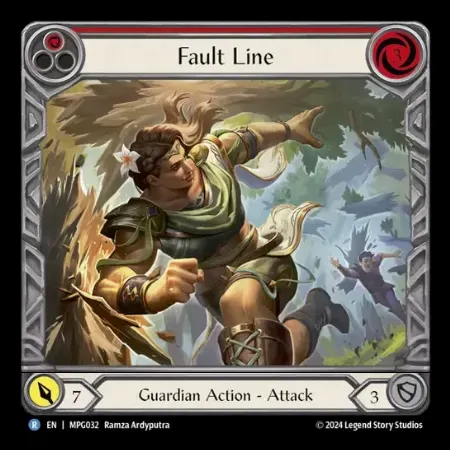 Fault Line
3
7
Guardian Action - Attack
3
R EN | MPG032 Ramza Ardyputra
© 2024 Legend Story Studios